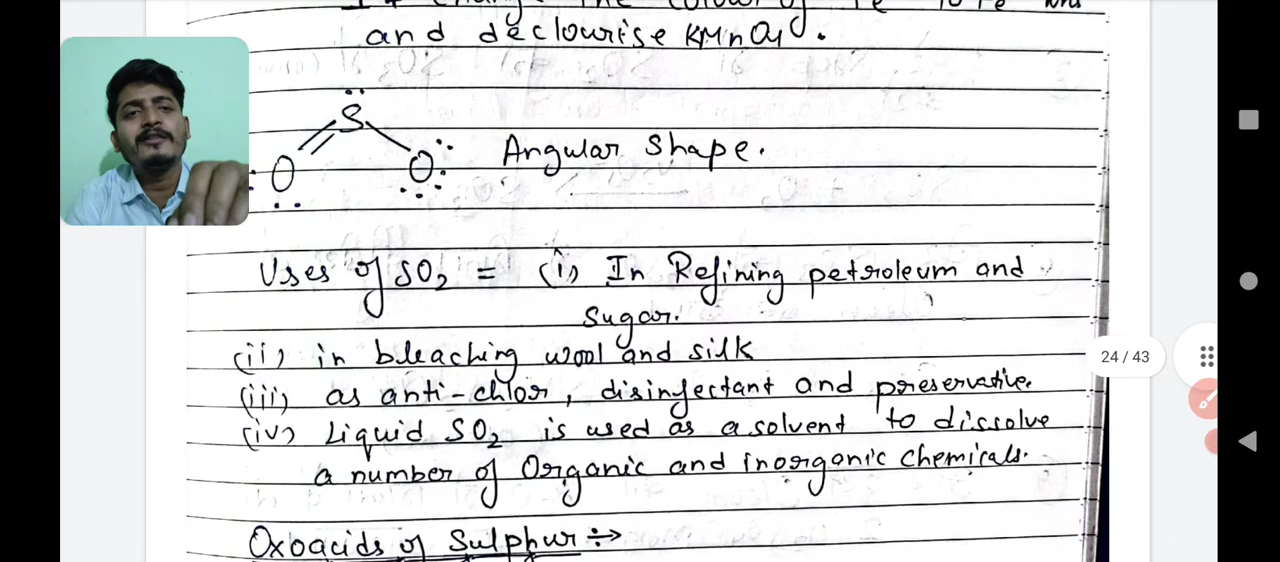 and declourise KMnO4.
S
O
O
Angular Shape.
Uses of SO2 = (i) In Refining petroleum and
Sugar.
(ii) in bleaching wool and silk
(iii) as anti-chlor, disinfectant and preservative.
(iv) Liquid SO2 is used as a solvent to dissolve
a number of Organic and inorganic chemicals.
Oxoacids of Sulphur ÷→
24 / 43